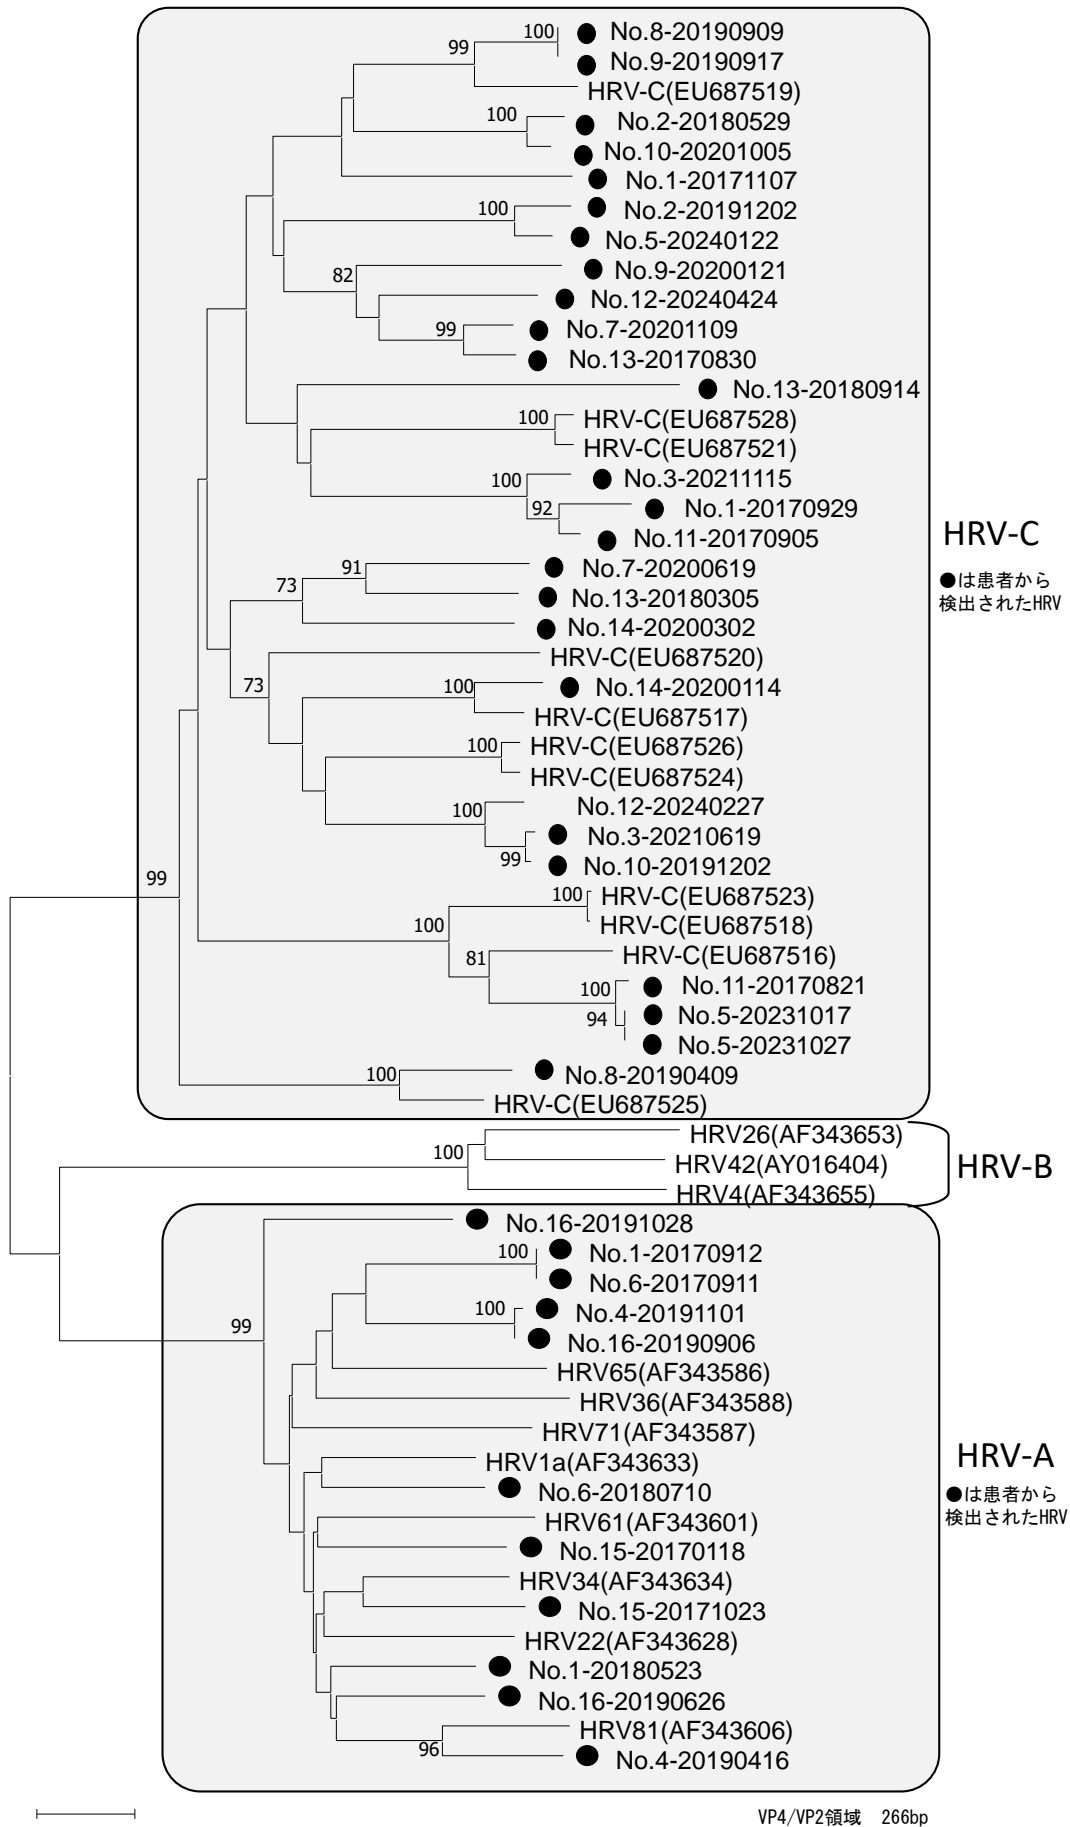 100
No.8-20190909
99
No.9-20190917
HRV-C(EU687519)
100
No.2-20180529
No.10-20201005
No.1-20171107
100
No.2-20191202
No.5-20240122
82
No.9-20200121
No.12-20240424
99
No.7-20201109
No.13-20170830
No.13-20180914
100
HRV-C(EU687528)
HRV-C(EU687521)
100
No.3-20211115
92
No.1-20170929
No.11-20170905
91
No.7-20200619
73
No.13-20180305
No.14-20200302
HRV-C(EU687520)
73
100
No.14-20200114
HRV-C(EU687517)
100
HRV-C(EU687526)
HRV-C(EU687524)
100
No.12-20240227
No.3-20210619
99
No.10-20191202
99
100
HRV-C(EU687523)
HRV-C(EU687518)
100
81
HRV-C(EU687516)
100
No.11-20170821
94
No.5-20231017
No.5-20231027
100
No.8-20190409
HRV-C(EU687525)
HRV-C
●は患者から
検出されたHRV
HRV26(AF343653)
100
HRV42(AY016404)
HRV4(AF343655)
HRV-B
No.16-20191028
100
No.1-20170912
No.6-20170911
100
No.4-20191101
99
No.16-20190906
HRV65(AF343586)
HRV36(AF343588)
HRV71(AF343587)
HRV1a(AF343633)
No.6-20180710
HRV61(AF343601)
No.15-20170118
HRV34(AF343634)
No.15-20171023
HRV22(AF343628)
No.1-20180523
No.16-20190626
HRV81(AF343606)
96
No.4-20190416
HRV-A
●は患者から
検出されたHRV
VP4/VP2領域 266bp